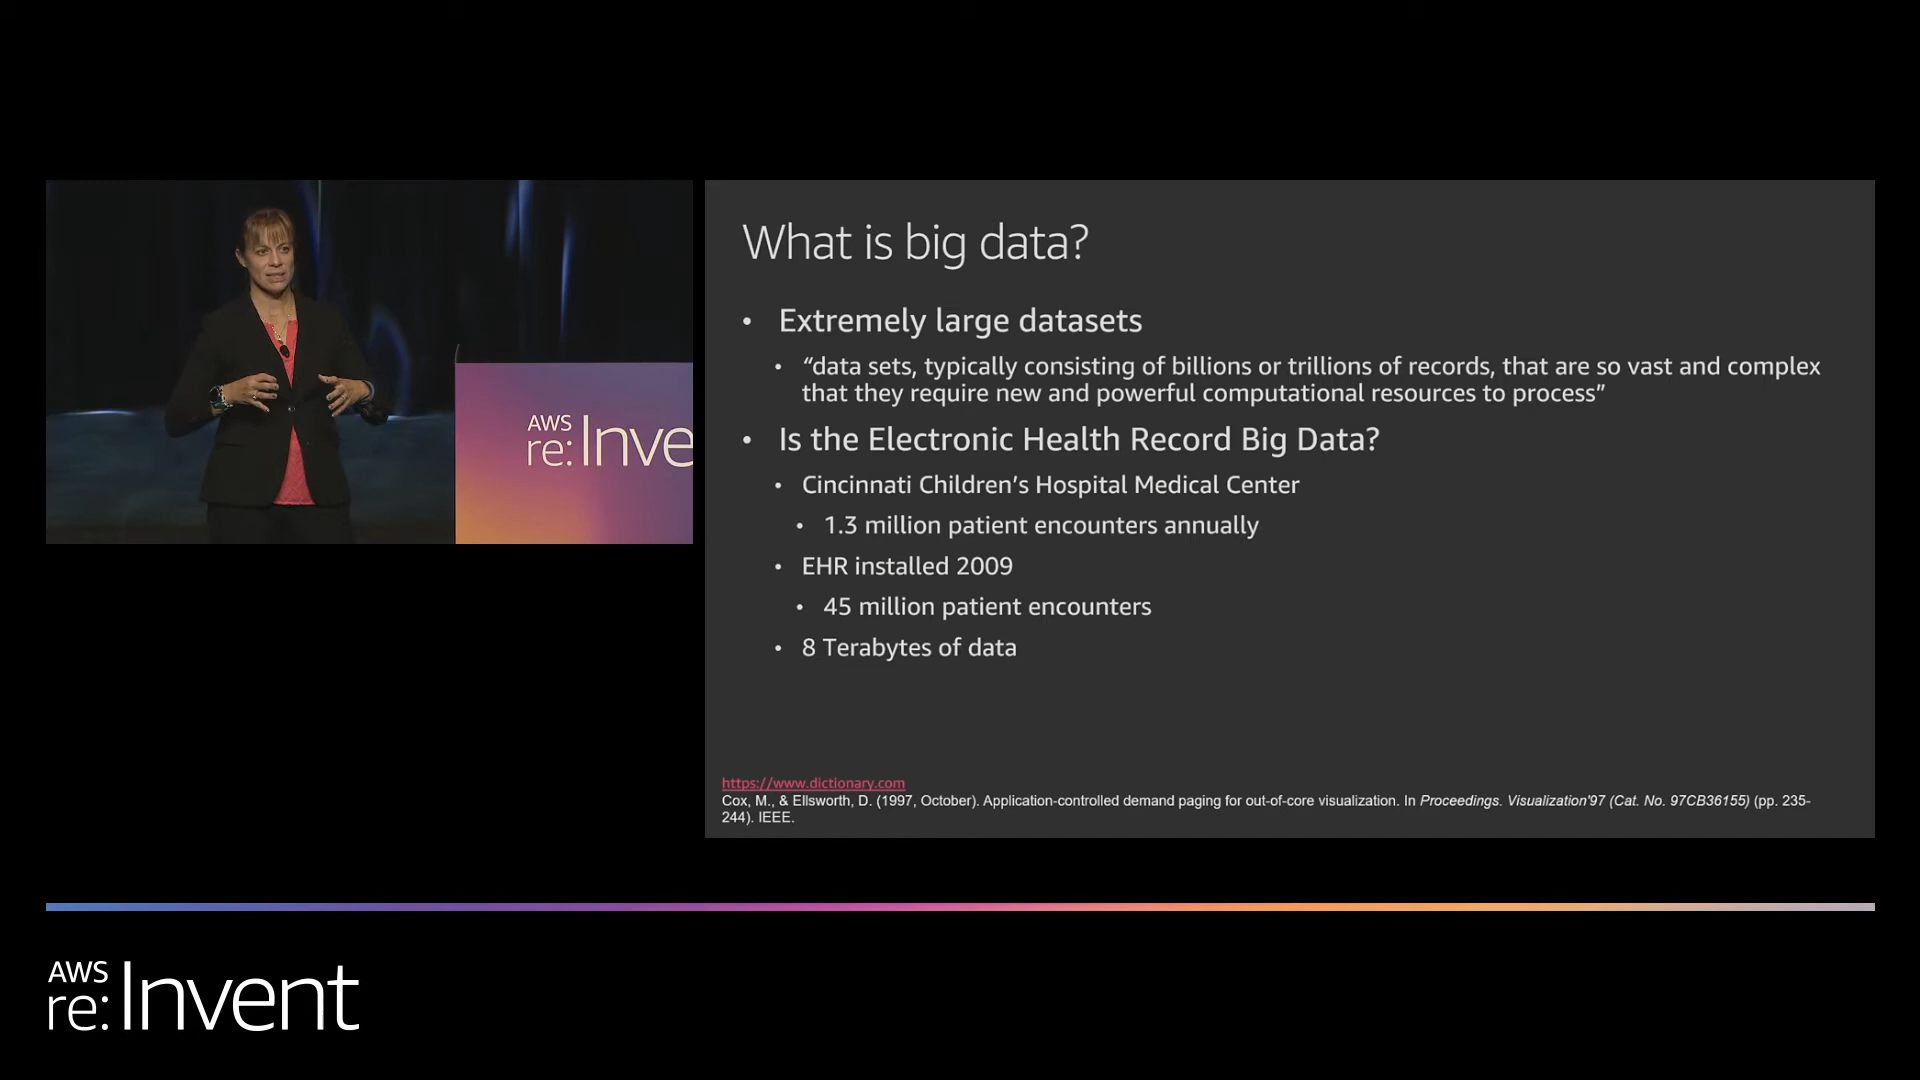 What is big data?
• Extremely large datasets
• “data sets, typically consisting of billions or trillions of records, that are so vast and complex
that they require new and powerful computational resources to process”
• Is the Electronic Health Record Big Data?
• Cincinnati Children’s Hospital Medical Center
• 1.3 million patient encounters annually
• EHR installed 2009
• 45 million patient encounters
• 8 Terabytes of data
https://www.dictionary.com
Cox, M., & Ellsworth, D. (1997, October). Application-controlled demand paging for out-of-core visualization. In Proceedings. Visualization'97 (Cat. No. 97CB36155) (pp. 235-
244). IEEE.
AWS
re:Inve
AWS
re:Invent